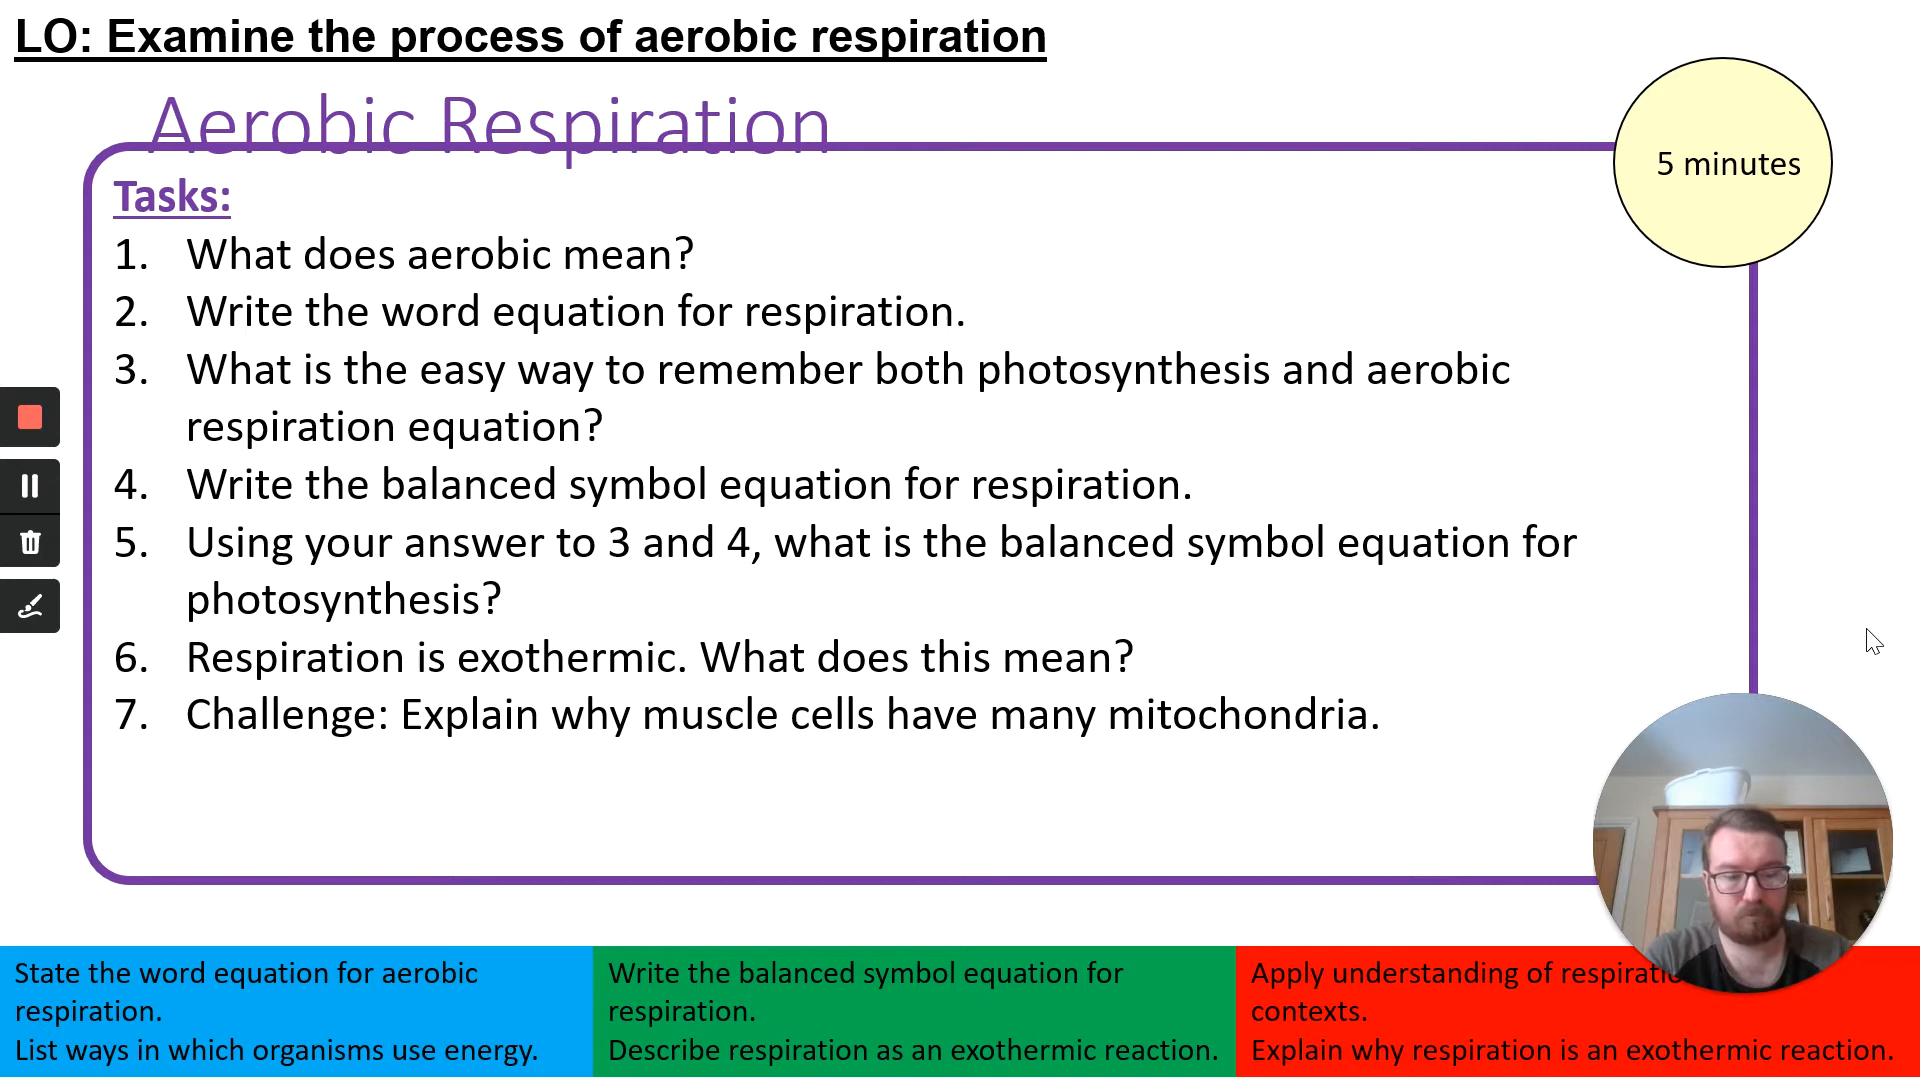 LO: Examine the process of aerobic respiration
Aerobic Respiration
5 minutes
Tasks:
1. What does aerobic mean?
2. Write the word equation for respiration.
3. What is the easy way to remember both photosynthesis and aerobic
respiration equation?
4. Write the balanced symbol equation for respiration.
5. Using your answer to 3 and 4, what is the balanced symbol equation for
photosynthesis?
6. Respiration is exothermic. What does this mean?
7. Challenge: Explain why muscle cells have many mitochondria.
State the word equation for aerobic
respiration.
List ways in which organisms use energy.
Write the balanced symbol equation for
respiration.
Describe respiration as an exothermic reaction.
Apply understanding of
contexts.
Explain why respiration is an exothermic reaction.